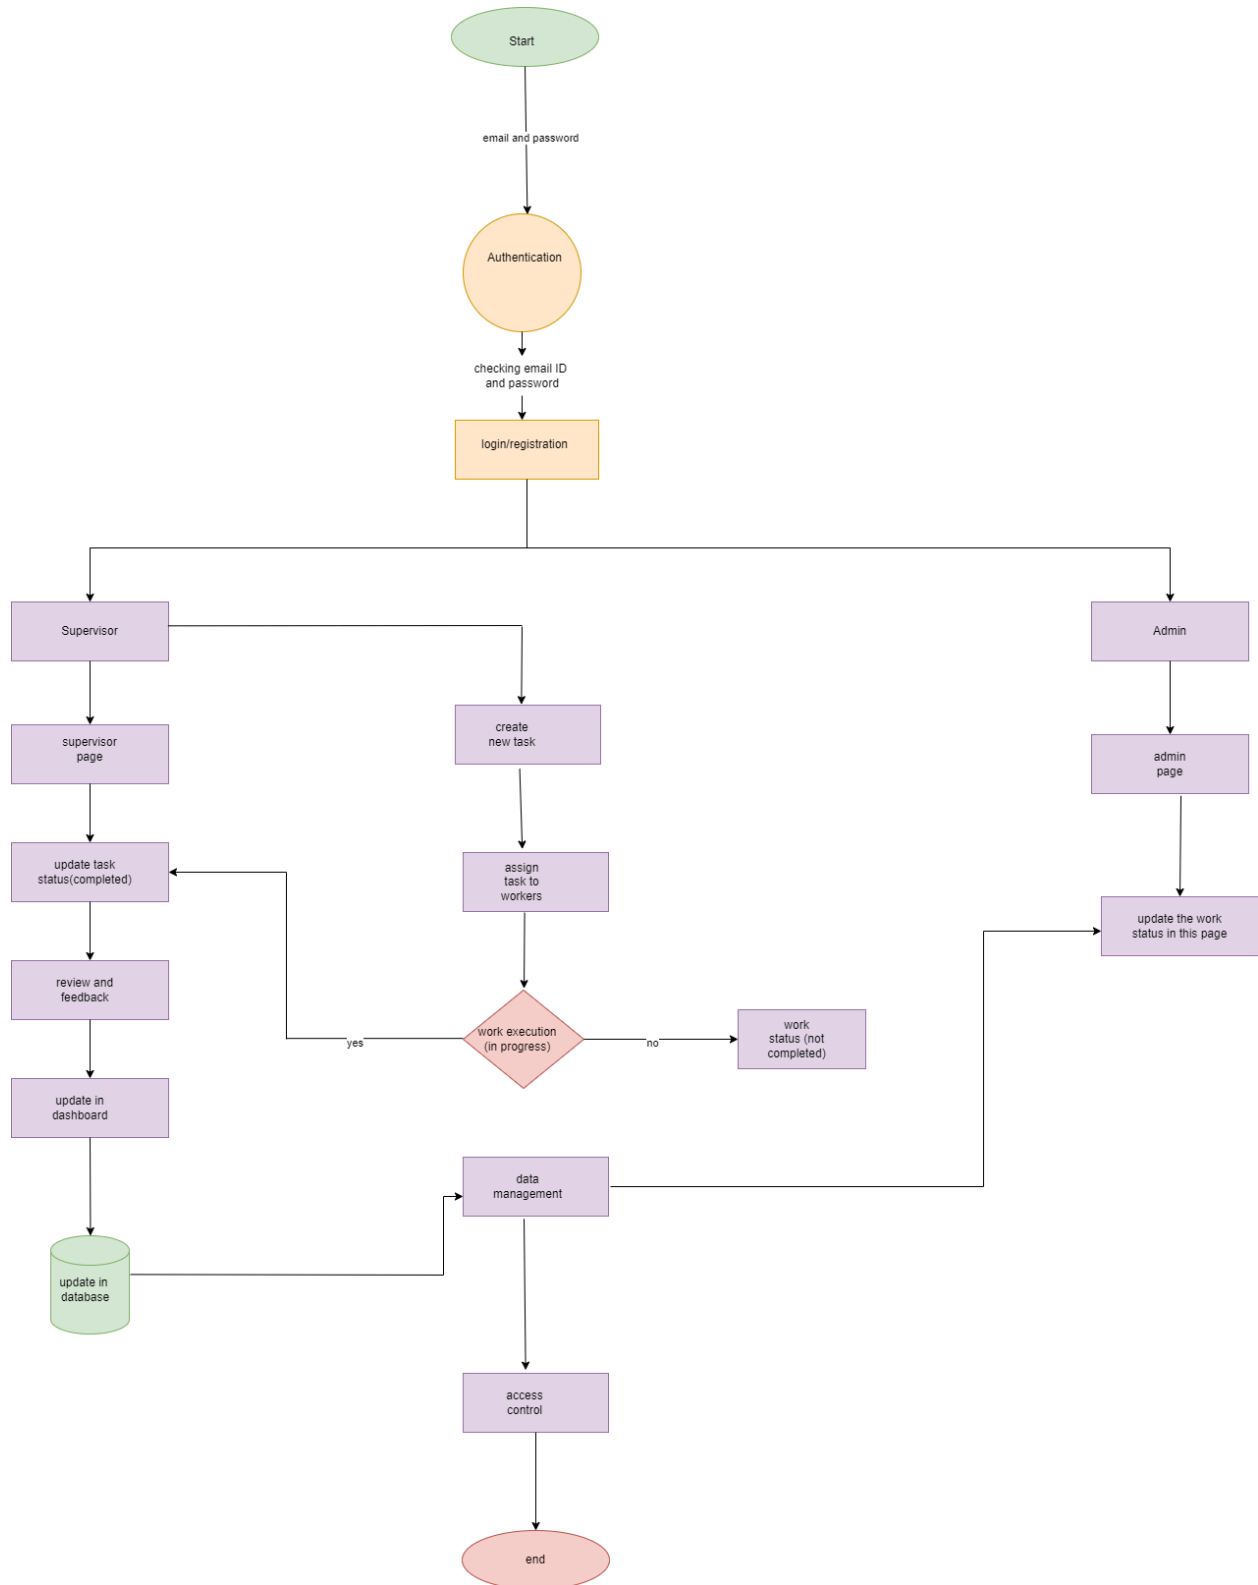 Start
email and password
Authentication
checking email ID
and password
login/registration
Supervisor
Admin
create
new task
supervisor
page
admin
page
update task
status(completed)
assign
task to
workers
update the work
status in this page
review and
feedback
work execution
(in progress)
yes
no
work
status (not
completed)
update in
dashboard
data
management
update in
database
access
control
end